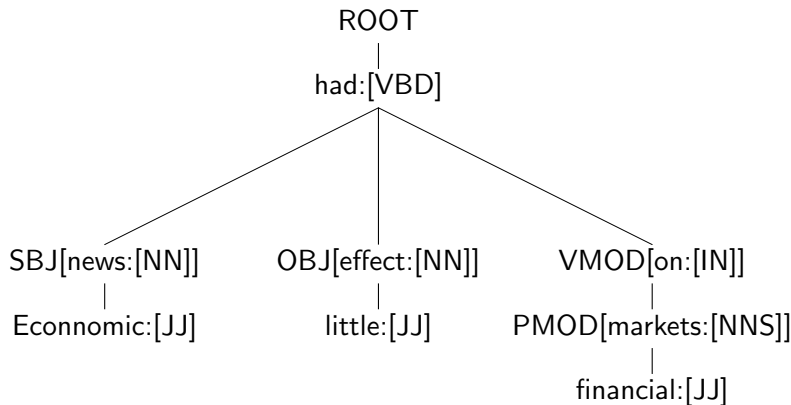 ROOT
had:[VBD]
SBJ[news:[NN]] OBJ[effect:[NN]] VMOD[on:[IN]]
Econnomic:[JJ] little:[JJ] PMOD[markets:[NNS]]
financial:[JJ]